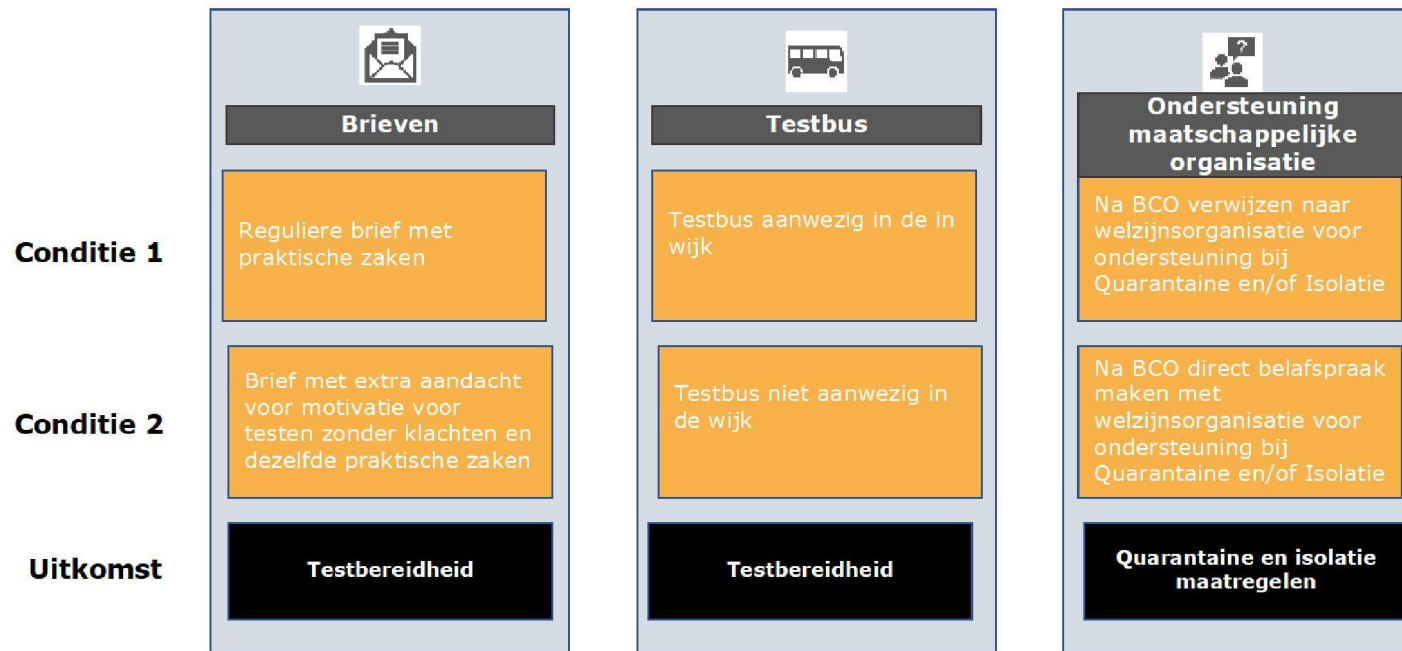 ?
Brieven
Testbus
Ondersteuning
maatschappelijke
organisatie
Conditie 1
Reguliere brief met
praktische zaken
Testbus aanwezig in de in
wijk
Na BCO verwijzen naar
welzijnsorganisatie voor
ondersteuning bij
Quarantaine en/of Isolatie
Conditie 2
Brief met extra aandacht
voor motivatie voor
testen zonder klachten en
dezelfde praktische zaken
Testbus niet aanwezig in
de wijk
Na BCO direct belafspraak
maken met
welzijnsorganisatie voor
ondersteuning bij
Quarantaine en/of Isolatie
Uitkomst
Testbereidheid
Testbereidheid
Quarantaine en isolatie
maatregelen